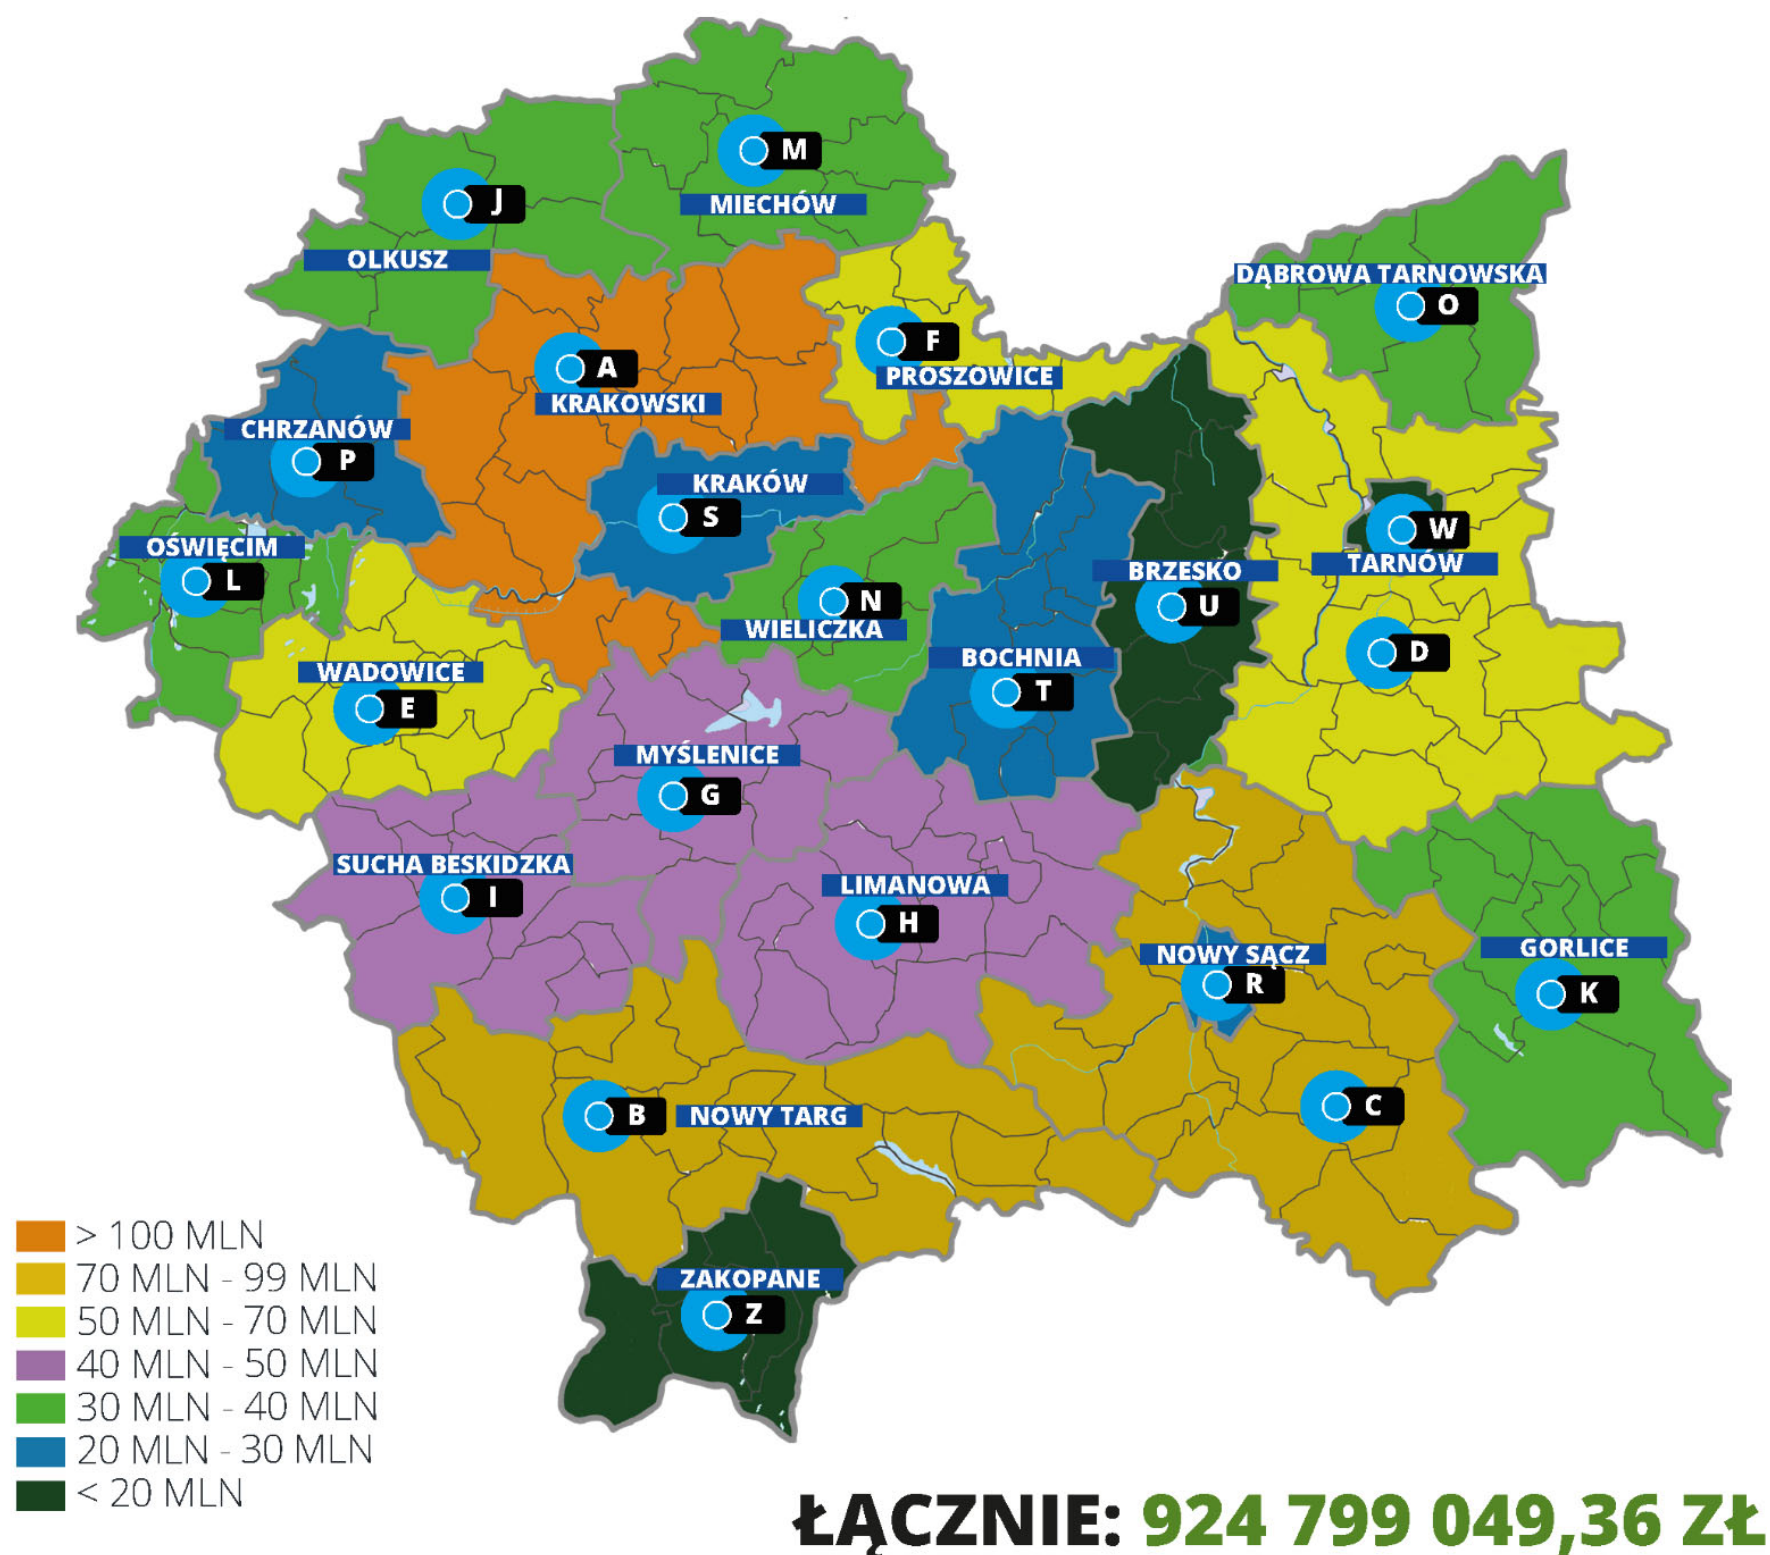 M
MIECHÓW
J
OLKUSZ
DĄBROWA TARNOWSKA
O
F
PROSZOWICE
A
KRAKOWSKI
CHRZANÓW
P
KRAKÓW
S
W
TARNÓW
OŚWIĘCIM
L
BRZESKO
U
N
WIELICZKA
D
BOCHNIA
T
WADOWICE
E
MYŚLENICE
G
SUCHA BESKIDZKA
I
LIMANOWA
H
NOWY SĄCZ
R
GORLICE
K
B
NOWY TARG
C
ZAKOPANE
Z
> 100 MLN
70 MLN - 99 MLN
50 MLN - 70 MLN
40 MLN - 50 MLN
30 MLN - 40 MLN
20 MLN - 30 MLN
< 20 MLN
ŁĄCZNIE: 924 799 049,36 ZŁ